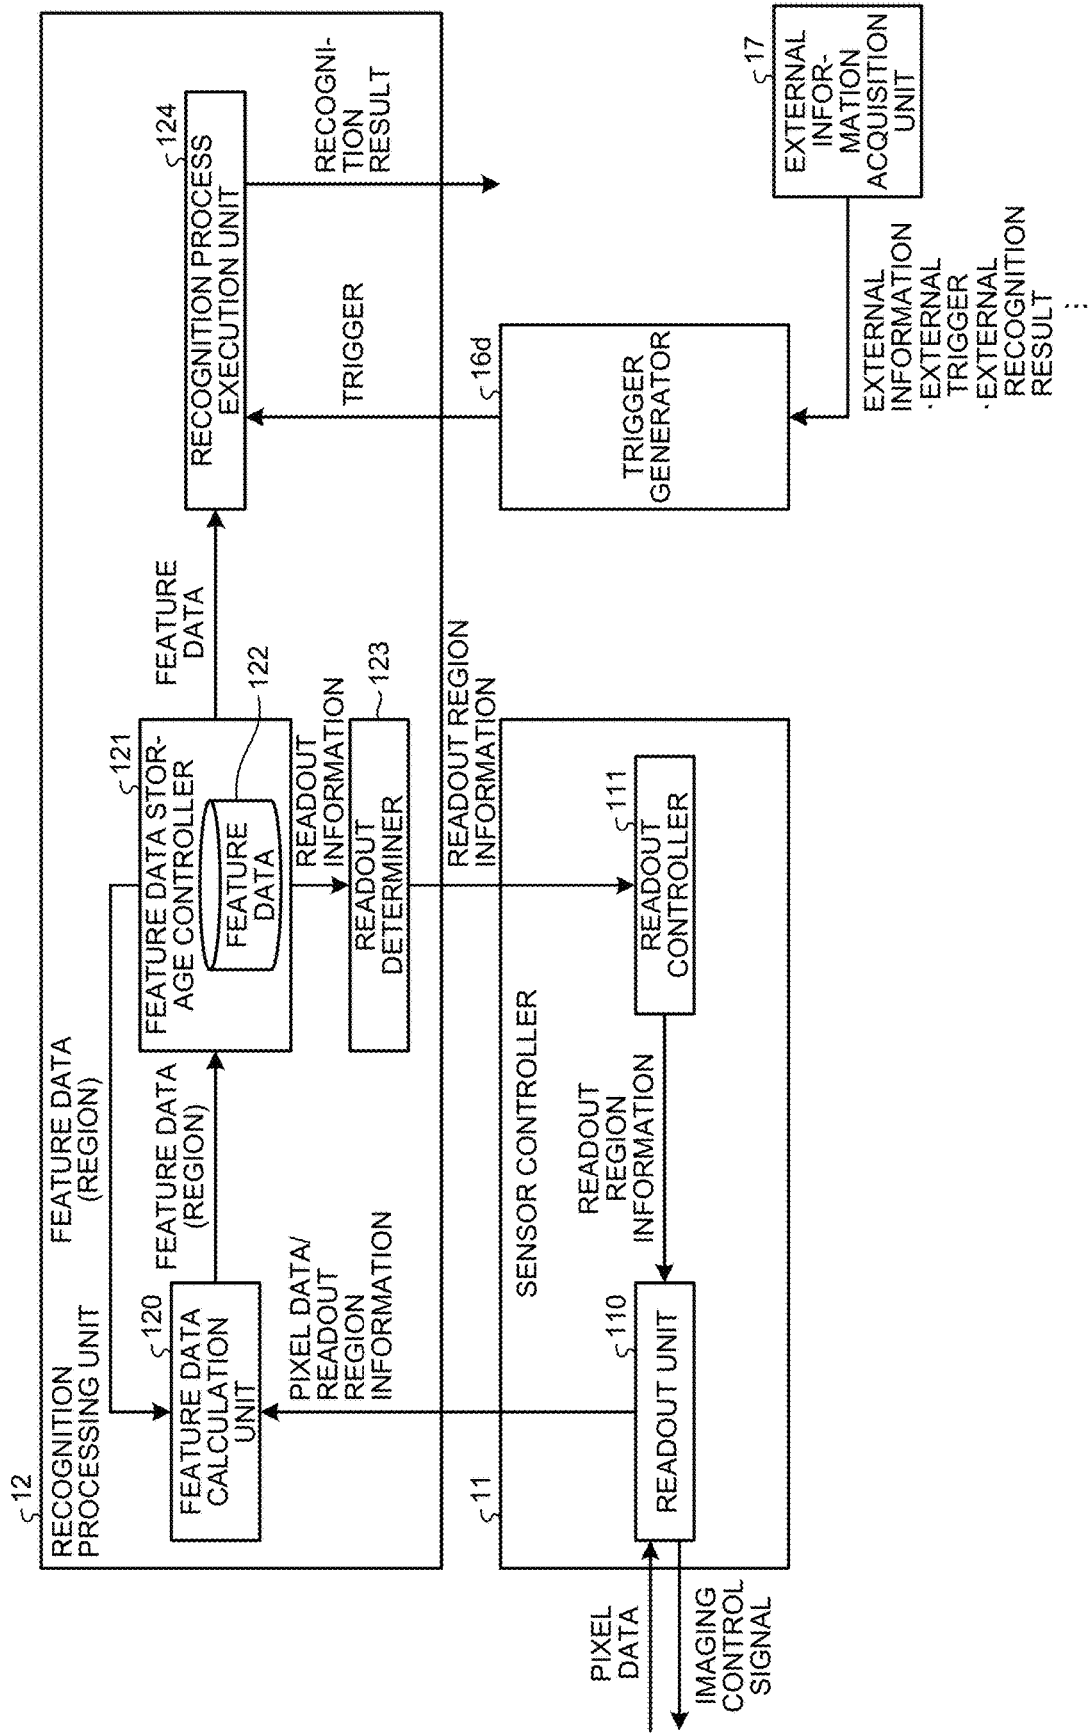 12
RECOGNITION
PROCESSING UNIT
FEATURE DATA
(REGION)
120
FEATURE DATA
CALCULATION
UNIT
FEATURE DATA
(REGION)
121
FEATURE DATA STOR-
AGE CONTROLLER
FEATURE
DATA
122
FEATURE
DATA
124
RECOGNITION PROCESS
EXECUTION UNIT
READOUT
INFORMATION
123
READOUT
DETERMINER
PIXEL DATA/
READOUT
REGION
INFORMATION
TRIGGER
RECOGNI-
TION
RESULT
READOUT REGION
INFORMATION
11
SENSOR CONTROLLER
110
READOUT UNIT
READOUT
REGION
INFORMATION
111
READOUT
CONTROLLER
16d
TRIGGER
GENERATOR
17
EXTERNAL
INFOR-
MATION
ACQUISITION
UNIT
PIXEL
DATA
IMAGING
CONTROL
SIGNAL
EXTERNAL
INFORMATION
· EXTERNAL
TRIGGER
· EXTERNAL
RECOGNITION
RESULT
...